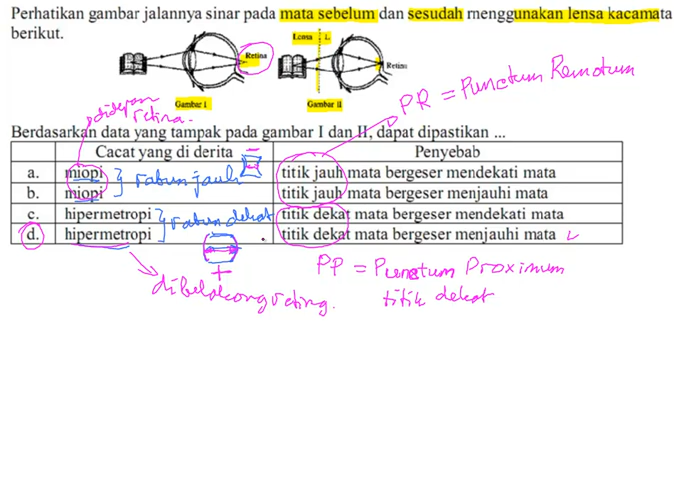 Perhatikan gambar jalannya sinar pada mata sebelum dan sesudah menggunakan lensa kacamata
berikut.
Lensa : L
Retina
Retina
Gambar I
Gambar II
PR = Punctum Remotum
didepan
retina.
Berdasarkan data yang tampak pada gambar I dan II, dapat dipastikan ...
Cacat yang di derita – Penyebab
a. miopi } rabun jauh titik jauh mata bergeser mendekati mata
b. miopi titik jauh mata bergeser menjauhi mata
c. hipermetropi } rabun dekat titik dekat mata bergeser mendekati mata
d. hipermetropi titik dekat mata bergeser menjauhi mata
+
PP = Punctum Proximum
titik dekat
dibelakang